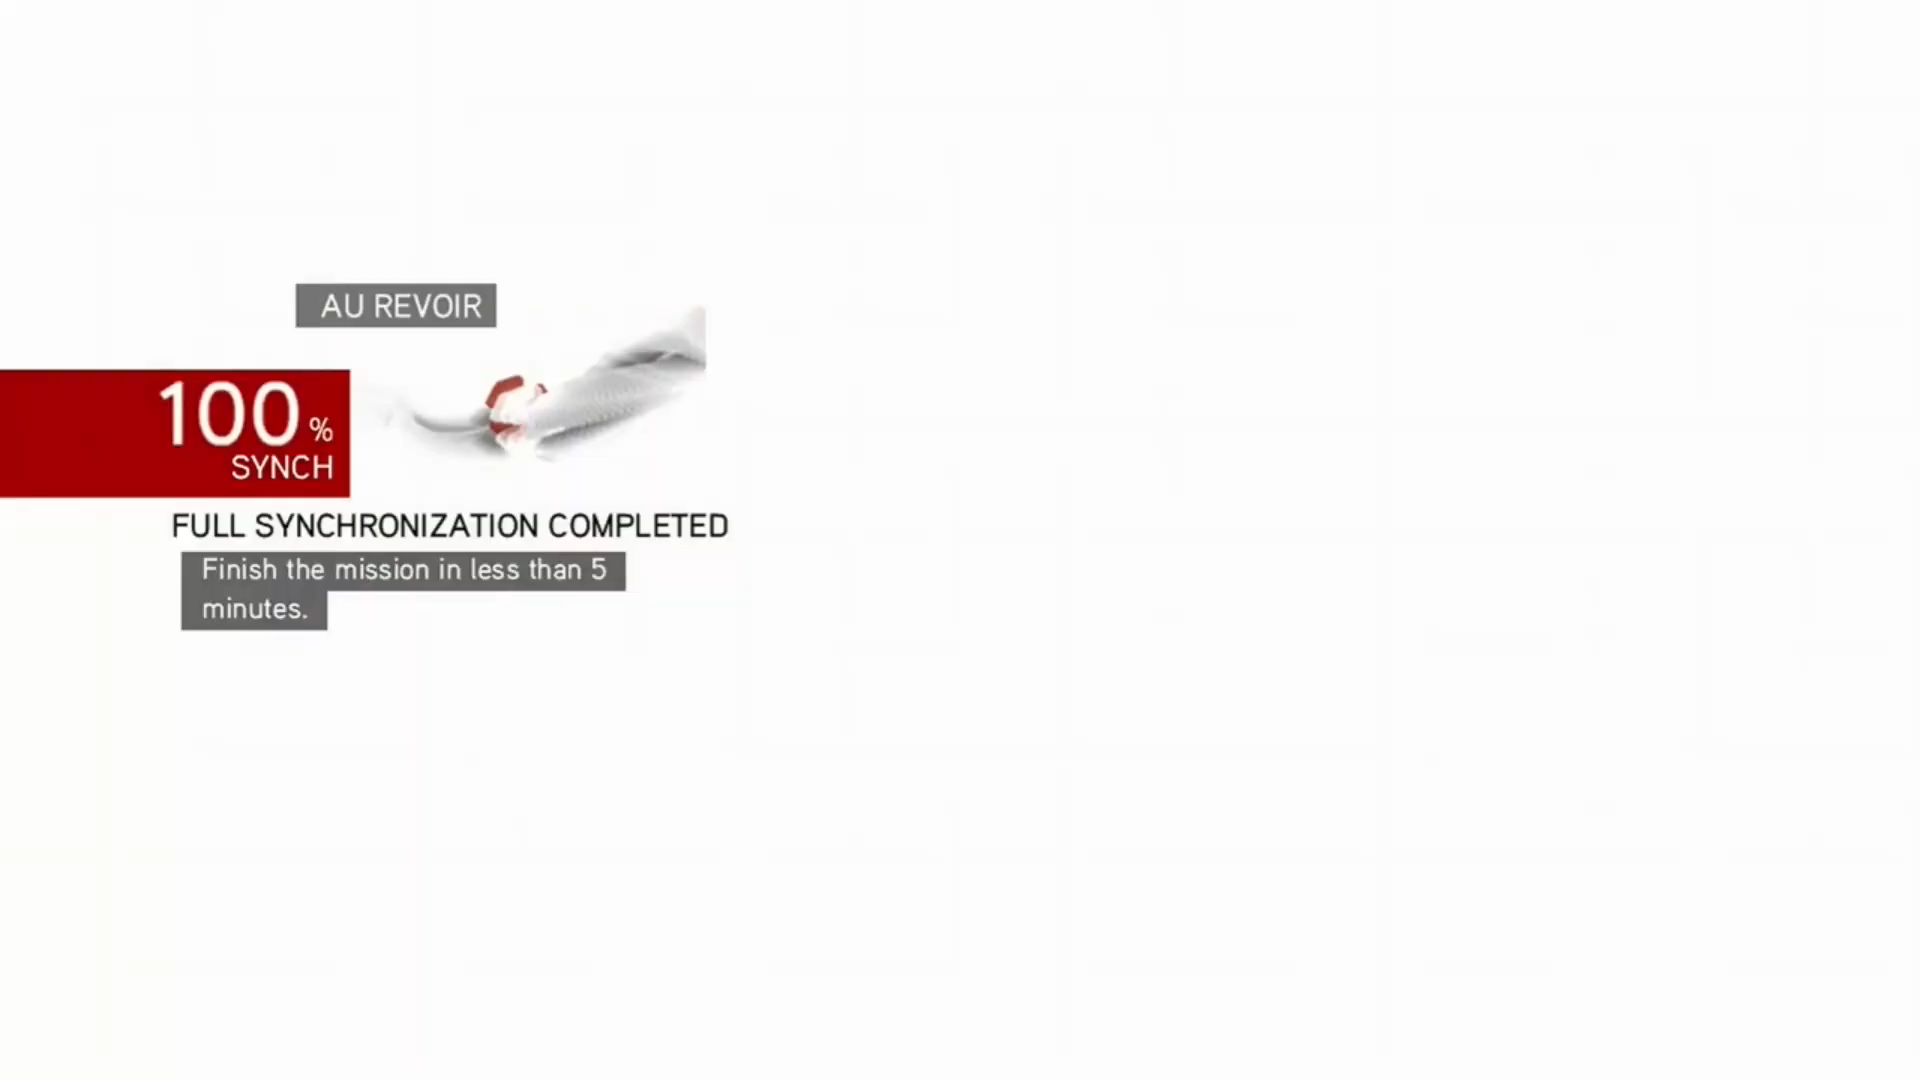 AU REVOIR
100 %
SYNCH
FULL SYNCHRONIZATION COMPLETED
Finish the mission in less than 5
minutes.